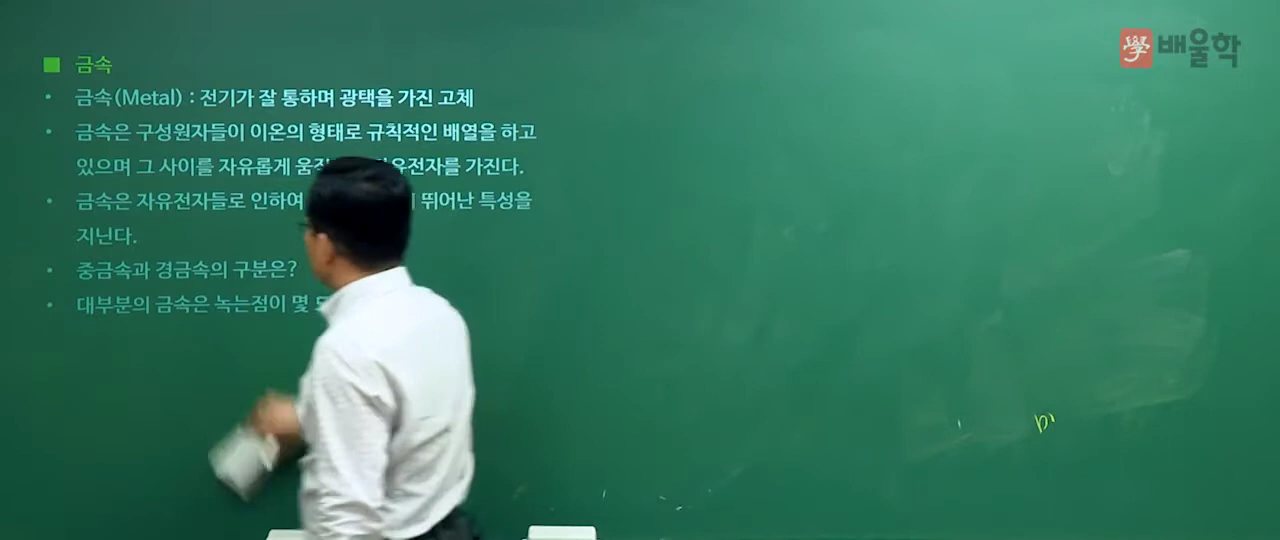 배울학
■ 금속
• 금속(Metal) : 전기가 잘 통하며 광택을 가진 고체
• 금속은 구성원자들이 이온의 형태로 규칙적인 배열을 하고
있으며 그 사이를 자유롭게 유전자를 가진다.
• 금속은 자유전자들로 인하여 뛰어난 특성을
지닌다.
• 중금속과 경금속의 구분은?
• 대부분의 금속은 녹는점이 몇